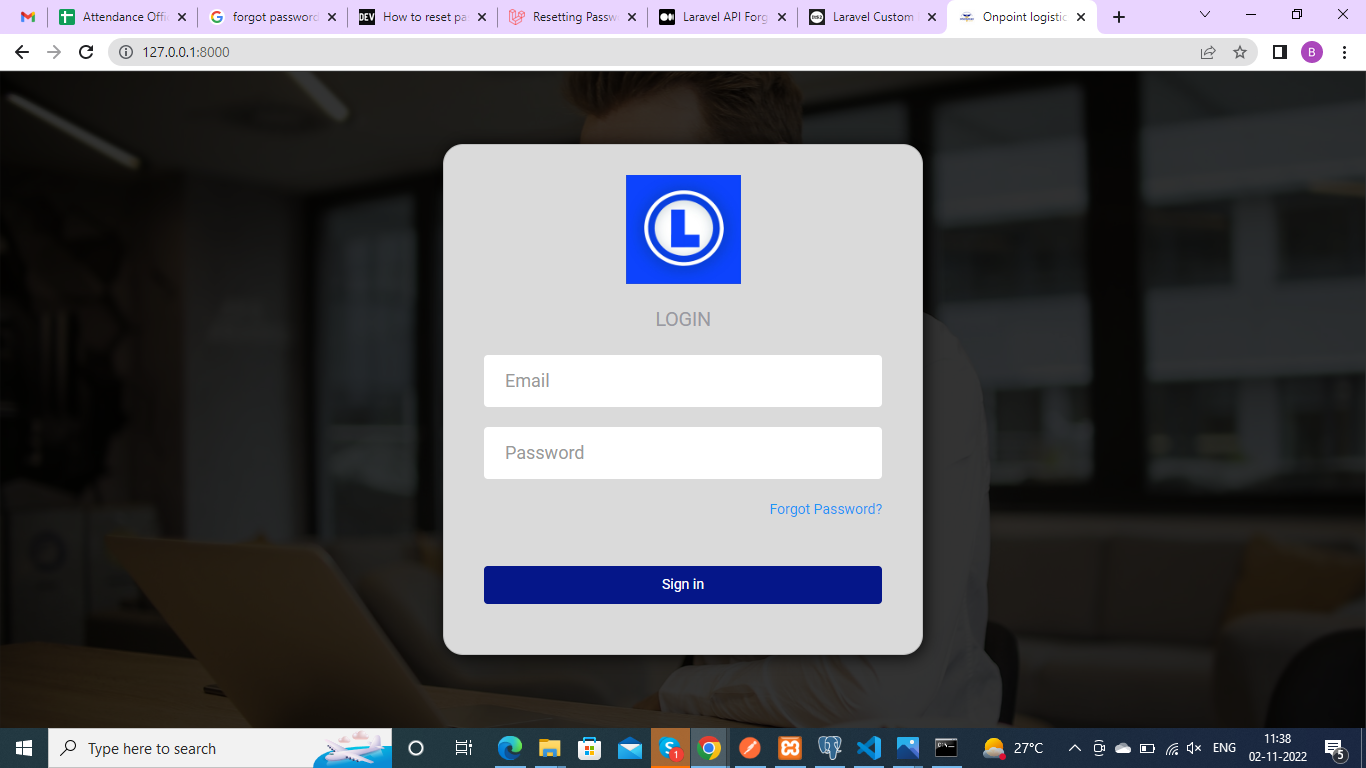 Attendance Offi
forgot password
DEV
How to reset pa
Resetting Passw
Laravel API Forg
Laravel Custom
Onpoint logistic
127.0.0.1:8000
B
L
LOGIN
Email
Password
Forgot Password?
Sign in
Type here to search
1
27°C
ENG
11:38
02-11-2022
5